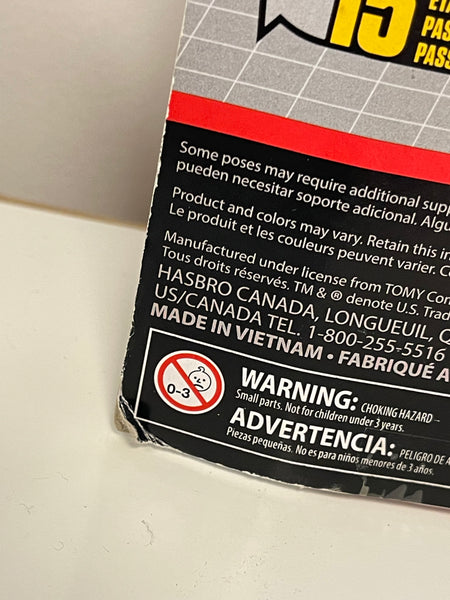 15
PAS
PASS
Some poses may require additional supp
pueden necesitar soporte adicional. Algu
Product and colors may vary. Retain this in
Le produit et les couleurs peuvent varier. C
Manufactured under license from TOMY Com
Tous droits réservés. TM & ® denote U.S. Trad
HASBRO CANADA, LONGUEUIL, Q
US/CANADA TEL. 1-800-255-5516
MADE IN VIETNAM • FABRIQUÉ A
0-3
WARNING: CHOKING HAZARD –
Small parts. Not for children under 3 years.
ADVERTENCIA: PELIGRO DE A
Piezas pequeñas. No es para niños menores de 3 años.